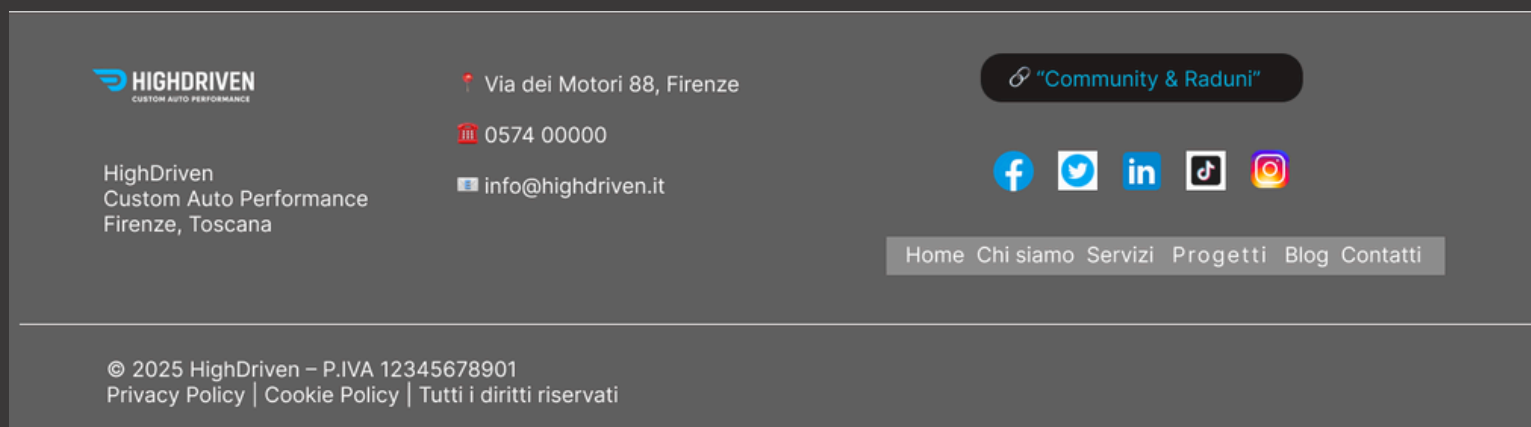 HIGHDRIVEN
CUSTOM AUTO PERFORMANCE
HighDriven
Custom Auto Performance
Firenze, Toscana
Via dei Motori 88, Firenze
0574 00000
info@highdriven.it
“Community & Raduni”
Home Chi siamo Servizi Progetti Blog Contatti
© 2025 HighDriven – P.IVA 12345678901
Privacy Policy | Cookie Policy | Tutti i diritti riservati